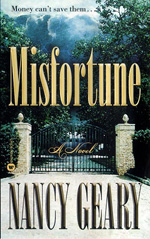 Money can't save them...
Misfortune
A Novel
NANCY GEARY